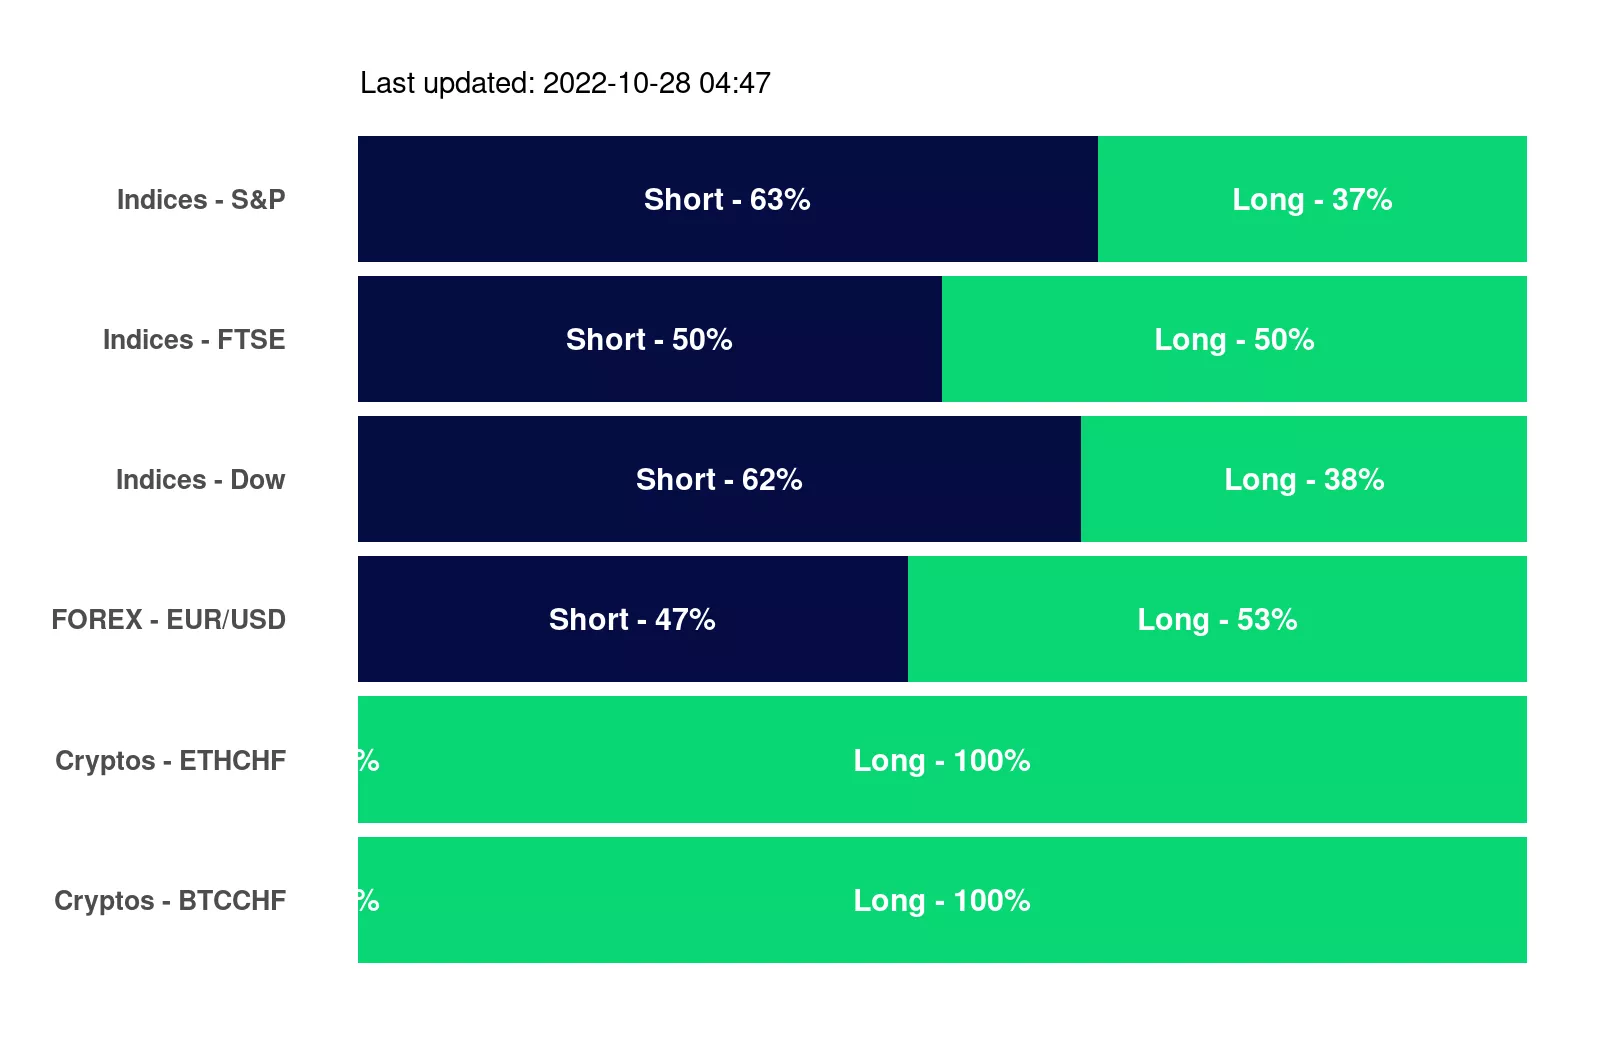 Last updated: 2022-10-28 04:47
Indices - S&P Short - 63% Long - 37%
Indices - FTSE Short - 50% Long - 50%
Indices - Dow Short - 62% Long - 38%
FOREX - EUR/USD Short - 47% Long - 53%
Cryptos - ETHCHF % Long - 100%
Cryptos - BTCCHF % Long - 100%